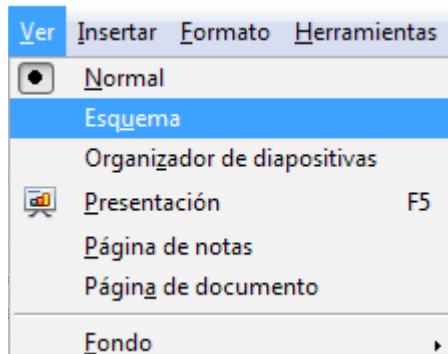 Ver Insertar Formato Herramientas
Normal
Esquema
Organizador de diapositivas
Presentación F5
Página de notas
Página de documento
Fondo